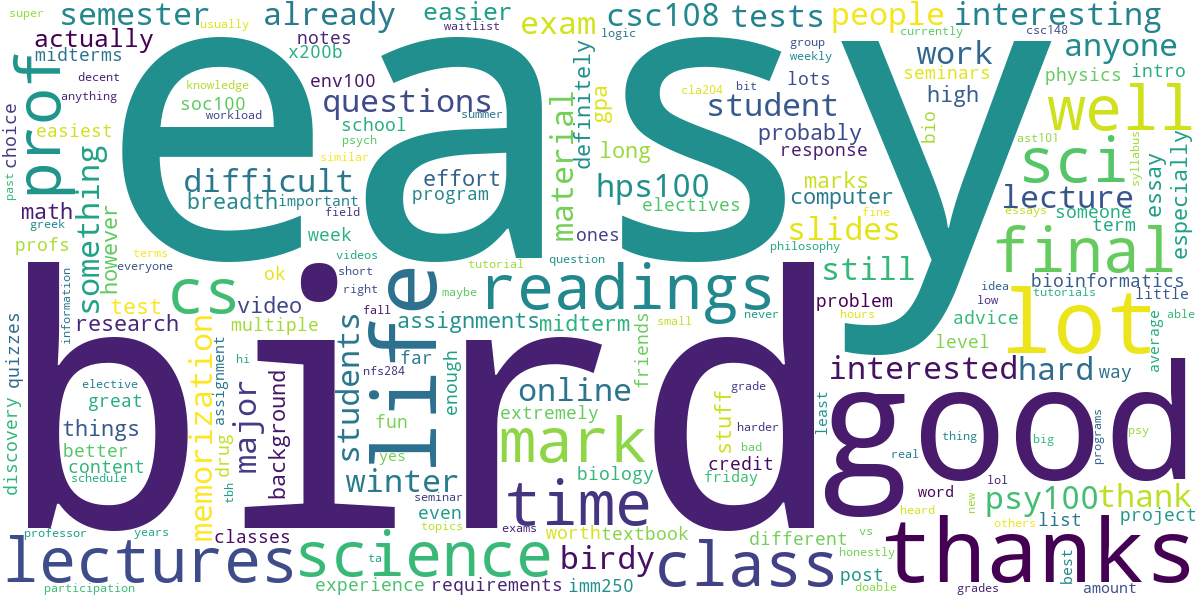 super
semester
usually
already
waitlist
easier
exam
logic
csc108
tests
people
interesting
currently
csc148
actually
notes
midterms
x200b
group
weekly
work
anyone
decent
prof
easy
definitely
lots
seminars
physics
intro
anything
knowledge
env100
soc100
questions
workload
summer
material
gpa
cla204
bit
student
high
well
choice
past
easiest
school
psych
probably
response
bio
ast101
syllabus
something
similar
long
sci
essay
especially
difficult
effort
hps100
marks
computer
math
breadth
important
program
electives
lecture
essays
someone
greek
field
ones
slides
fine
term
profs
however
week
terms
videos
question
philosophy
final
everyone
information
ok
short
tutorial
still
bioinformatics
idea
test
video
right
fall
life
maybe
readings
problem
low
tutorials
little
cs
small
never
hours
advice
lot
able
research
multiple
assignments
midterm
friends
level
average
quizzes
discovery
bird
memorization
assignment
hi
students
far
enough
interested
hard
way
elective
nfs284
online
grade
great
major
background
fun
extremely
stuff
least
good
things
drug
mark
harder
thing
big
programs
psy
better
yes
bad
real
content
biology
credit
schedule
tbh
winter
friday
lol
seminar
time
word
psy100
thank
even
heard
new
topics
others
list
project
professor
years
classes
exams
worth
textbook
different
vs
lectures
science
ta
birdy
class
honestly
post
thanks
best
participation
experience
requirements
imm250
doable
grades
amount